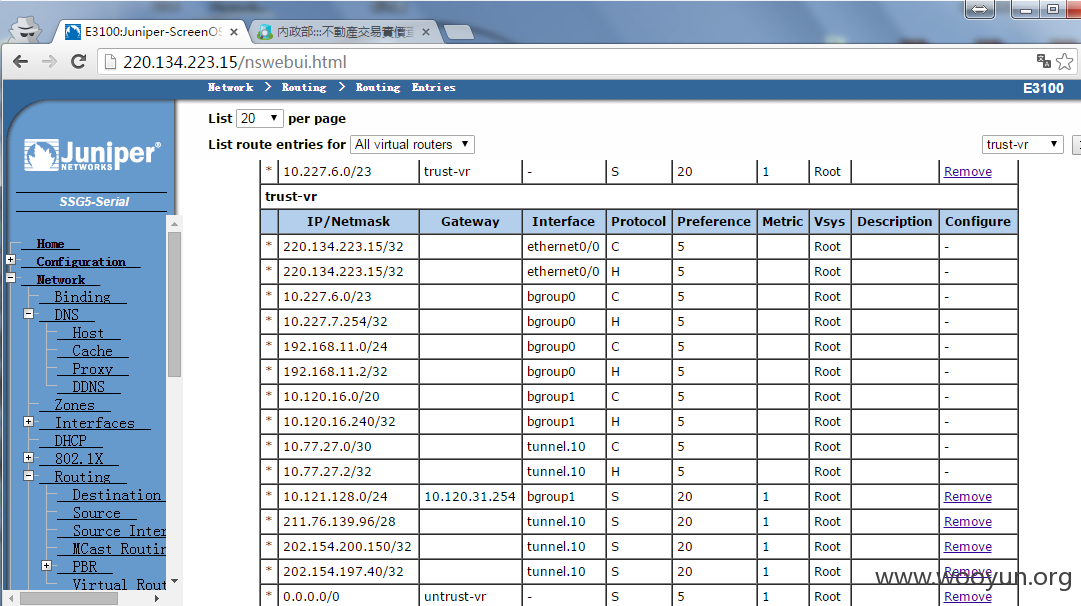 E3100:Juniper-ScreenOS
內政部:::不動產交易實價查
220.134.223.15/nswebui.html
Network > Routing > Routing Entries
E3100
Juniper®
NETWORKS
SSG5-Serial
Home
Configuration
Network
Binding
DNS
Host
Cache
Proxy
DDNS
Zones
Interfaces
DHCP
802.1X
Routing
Destination
Source
Source Inter
MCast Routin
PBR
Virtual Rout
List 20 per page
List route entries for All virtual routers
trust-vr
* 10.227.6.0/23 trust-vr - S 20 1 Root Remove
trust-vr
IP/Netmask Gateway Interface Protocol Preference Metric Vsys Description Configure
* 220.134.223.15/32 ethernet0/0 C 5 Root -
* 220.134.223.15/32 ethernet0/0 H 5 Root -
* 10.227.6.0/23 bgroup0 C 5 Root -
* 10.227.7.254/32 bgroup0 H 5 Root -
* 192.168.11.0/24 bgroup0 C 5 Root -
* 192.168.11.2/32 bgroup0 H 5 Root -
* 10.120.16.0/20 bgroup1 C 5 Root -
* 10.120.16.240/32 bgroup1 H 5 Root -
* 10.77.27.0/30 tunnel.10 C 5 Root -
* 10.77.27.2/32 tunnel.10 H 5 Root -
* 10.121.128.0/24 10.120.31.254 bgroup1 S 20 1 Root Remove
* 211.76.139.96/28 tunnel.10 S 20 1 Root Remove
* 202.154.200.150/32 tunnel.10 S 20 1 Root Remove
* 202.154.197.40/32 tunnel.10 S 20 1 Root Remove
* 0.0.0.0/0 untrust-vr - S 5 1 Root Remove
www.wooyun.org